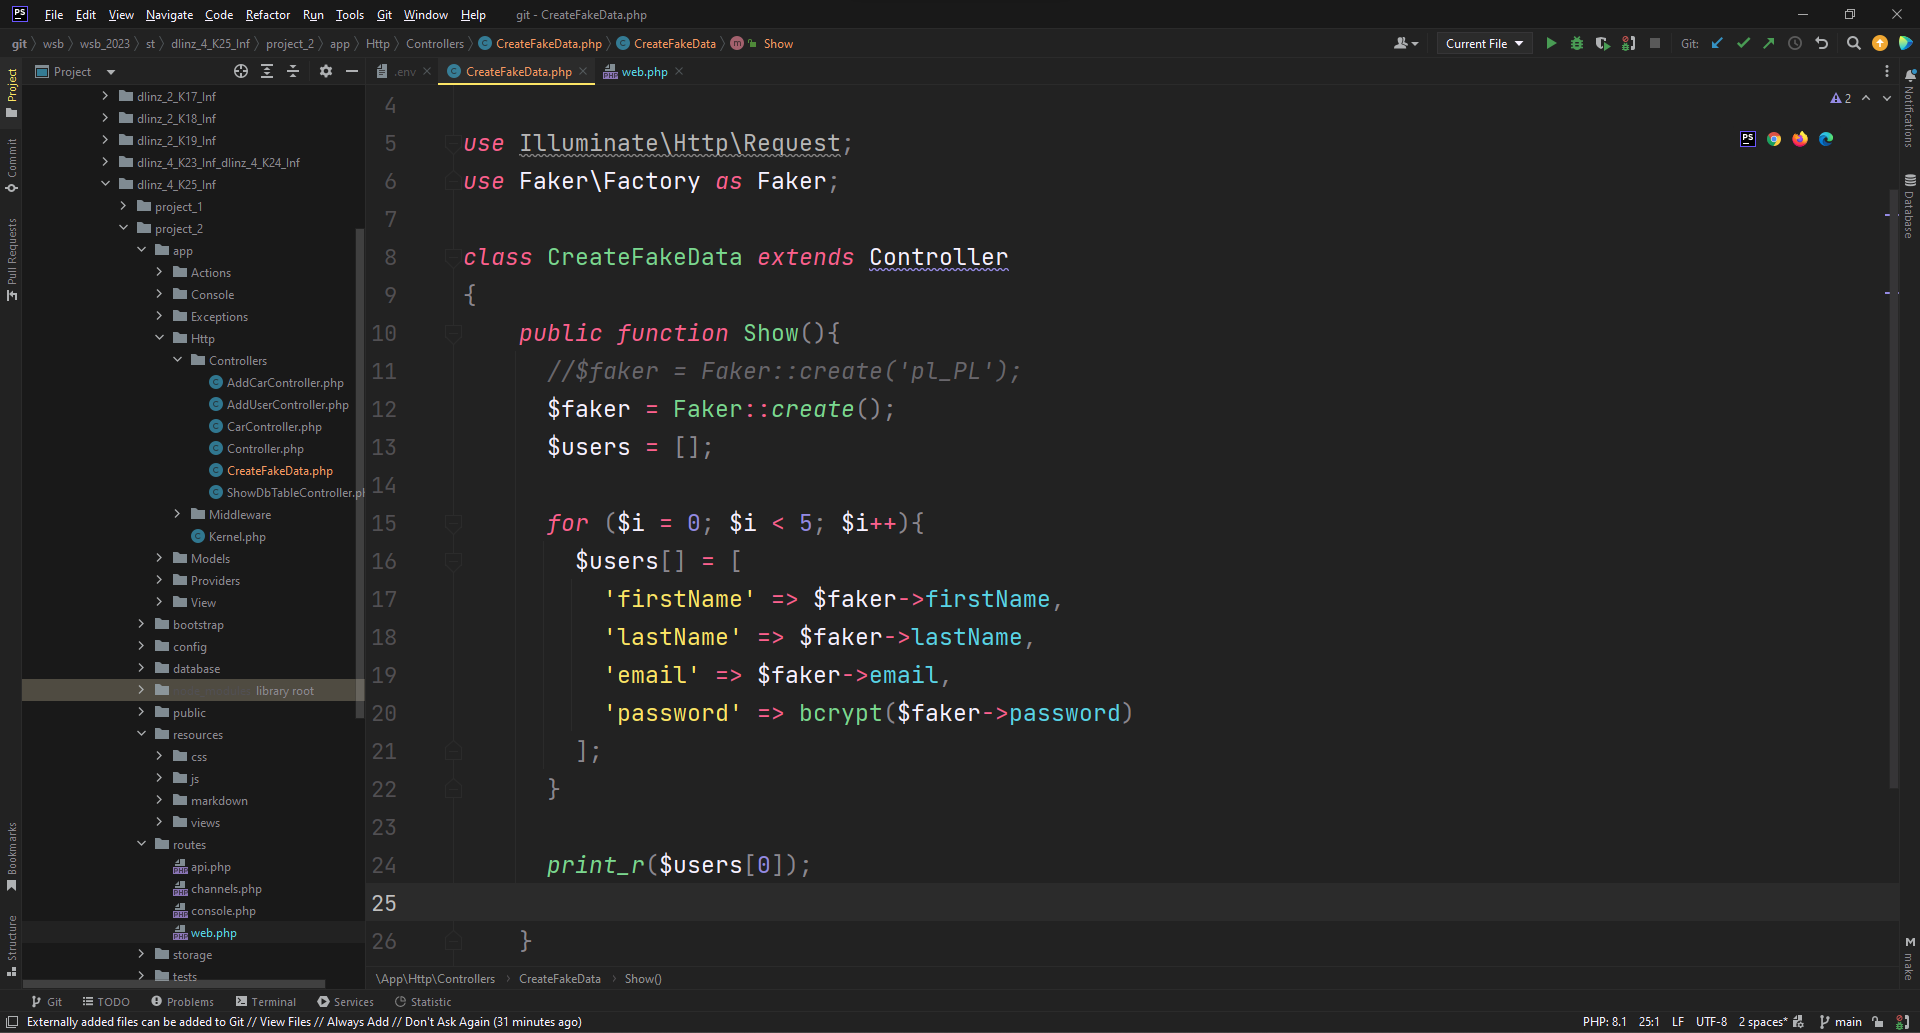 PS File Edit View Navigate Code Refactor Run Tools Git Window Help git - CreateFakeData.php
git wsb wsb_2023 st dlinz_4_K25_Inf project_2 app Http Controllers CreateFakeData.php CreateFakeData m Show Current File Git:
Project .env CreateFakeData.php web.php
Project
Commit
Pull Requests
Bookmarks
Structure
dlinz_2_K17_Inf
dlinz_2_K18_Inf
dlinz_2_K19_Inf
dlinz_4_K23_Inf_dlinz_4_K24_Inf
dlinz_4_K25_Inf
project_1
project_2
app
Actions
Console
Exceptions
Http
Controllers
AddCarController.php
AddUserController.php
CarController.php
Controller.php
CreateFakeData.php
ShowDbTableController.ph
Middleware
Kernel.php
Models
Providers
View
bootstrap
config
database
library root
public
resources
css
js
markdown
views
routes
api.php
channels.php
console.php
web.php
storage
tests
2
PS
4
5 use Illuminate\Http\Request;
6 use Faker\Factory as Faker;
7
8 class CreateFakeData extends Controller
9 {
10 public function Show(){
11 //$faker = Faker::create('pl_PL');
12 $faker = Faker::create();
13 $users = [];
14
15 for ($i = 0; $i < 5; $i++){
16 $users[] = [
17 'firstName' => $faker->firstName,
18 'lastName' => $faker->lastName,
19 'email' => $faker->email,
20 'password' => bcrypt($faker->password)
21 ];
22 }
23
24 print_r($users[0]);
25
26 }
\App\Http\Controllers CreateFakeData Show()
Notifications
Database
M make
Git TODO Problems Terminal Services Statistic
Externally added files can be added to Git // View Files // Always Add // Don't Ask Again (31 minutes ago) PHP: 8.1 25:1 LF UTF-8 2 spaces* main